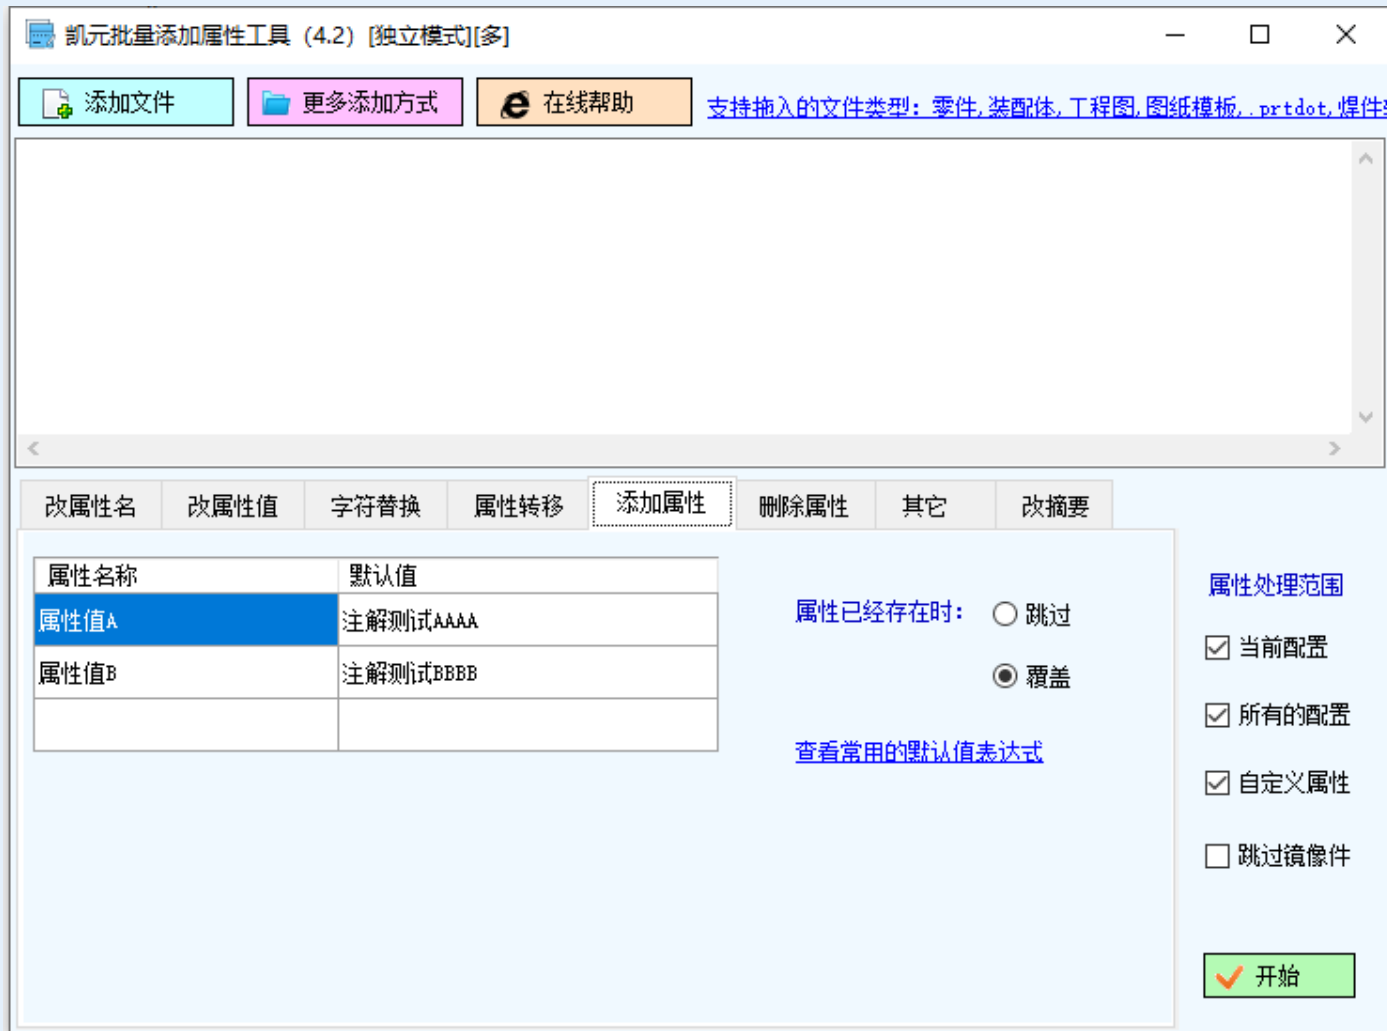 凯元批量添加属性工具（4.2）[独立模式][多]
添加文件
更多添加方式
在线帮助
支持拖入的文件类型：零件,装配体,工程图,图纸模板,.prtdot,焊件
改属性名
改属性值
字符替换
属性转移
添加属性
删除属性
其它
改摘要
属性名称
默认值
属性值A
注解测试AAAA
属性值B
注解测试BBBB
属性已经存在时：
跳过
覆盖
查看常用的默认值表达式
属性处理范围
当前配置
所有的配置
自定义属性
跳过镜像件
开始